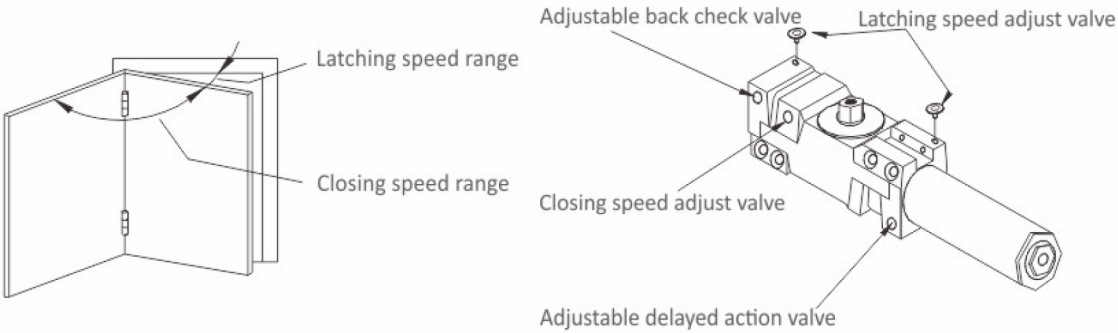 Latching speed range
Closing speed range
Adjustable back check valve
Latching speed adjust valve
Closing speed adjust valve
Adjustable delayed action valve